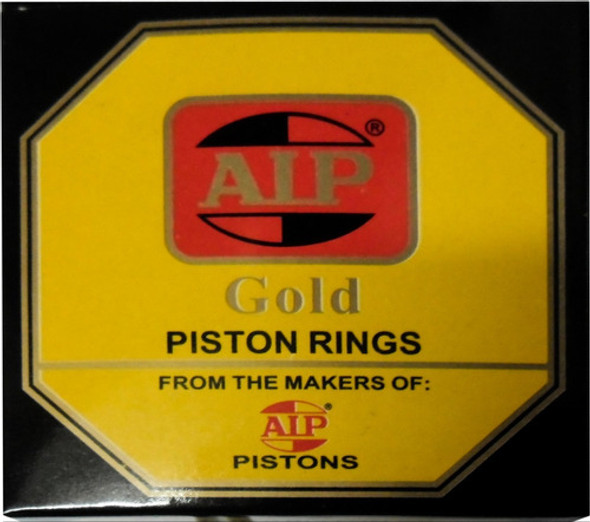 AIP ®
Gold
PISTON RINGS
FROM THE MAKERS OF:
AIP ®
PISTONS